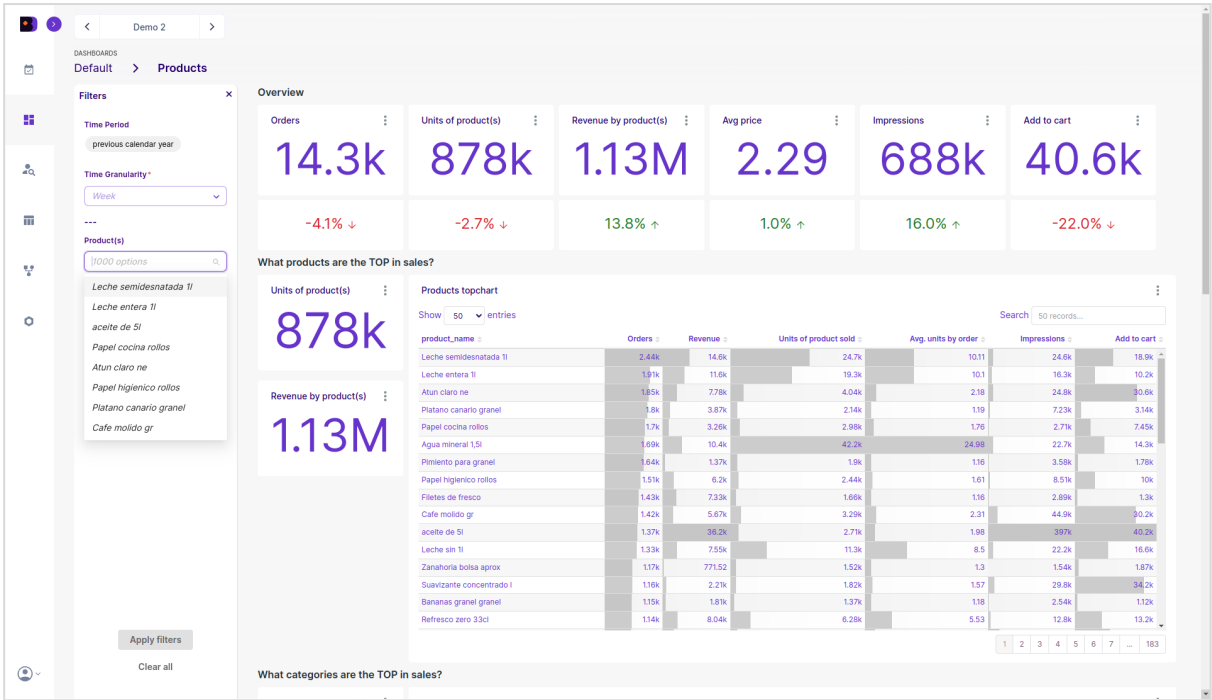 Demo 2
DASHBOARDS
Default > Products
Filters ×
Time Period
previous calendar year
Time Granularity*
Week
---
Product(s)
1000 options
Leche semidesnatada 1l
Leche entera 1l
aceite de 5l
Papel cocina rollos
Atun claro ne
Papel higienico rollos
Platano canario granel
Cafe molido gr
Apply filters
Clear all
Overview
Orders
14.3k
-4.1% ↓
Units of product(s)
878k
-2.7% ↓
Revenue by product(s)
1.13M
13.8% ↑
Avg price
2.29
1.0% ↑
Impressions
688k
16.0% ↑
Add to cart
40.6k
-22.0% ↓
What products are the TOP in sales?
Units of product(s)
878k
Revenue by product(s)
1.13M
Products topchart
Show 50 entries
Search 50 records...
product_name Orders Revenue Units of product sold Avg. units by order Impressions Add to cart
Leche semidesnatada 1l 2.44k 14.6k 24.7k 10.11 24.6k 18.9k
Leche entera 1l 1.91k 11.6k 19.3k 10.1 16.3k 10.2k
Atun claro ne 1.85k 7.78k 4.04k 2.18 24.8k 30.6k
Platano canario granel 1.8k 3.87k 2.14k 1.19 7.23k 3.14k
Papel cocina rollos 1.7k 3.26k 2.98k 1.76 2.71k 7.45k
Agua mineral 1,5l 1.69k 10.4k 42.2k 24.98 22.7k 14.3k
Pimiento para granel 1.64k 1.37k 1.9k 1.16 3.58k 1.78k
Papel higienico rollos 1.51k 6.2k 2.44k 1.61 8.51k 10k
Filetes de fresco 1.43k 7.33k 1.66k 1.16 2.89k 1.3k
Cafe molido gr 1.42k 5.67k 3.29k 2.31 44.9k 30.2k
aceite de 5l 1.37k 36.2k 2.71k 1.98 397k 40.2k
Leche sin 1l 1.33k 7.55k 11.3k 8.5 22.2k 16.6k
Zanahoria bolsa aprox 1.17k 771.52 1.52k 1.3 1.54k 1.87k
Suavizante concentrado l 1.16k 2.21k 1.82k 1.57 29.8k 34.2k
Bananas granel granel 1.15k 1.81k 1.37k 1.18 2.54k 1.12k
Refresco zero 33cl 1.14k 8.04k 6.28k 5.53 12.8k 13.2k
1 2 3 4 5 6 7 ... 183
What categories are the TOP in sales?